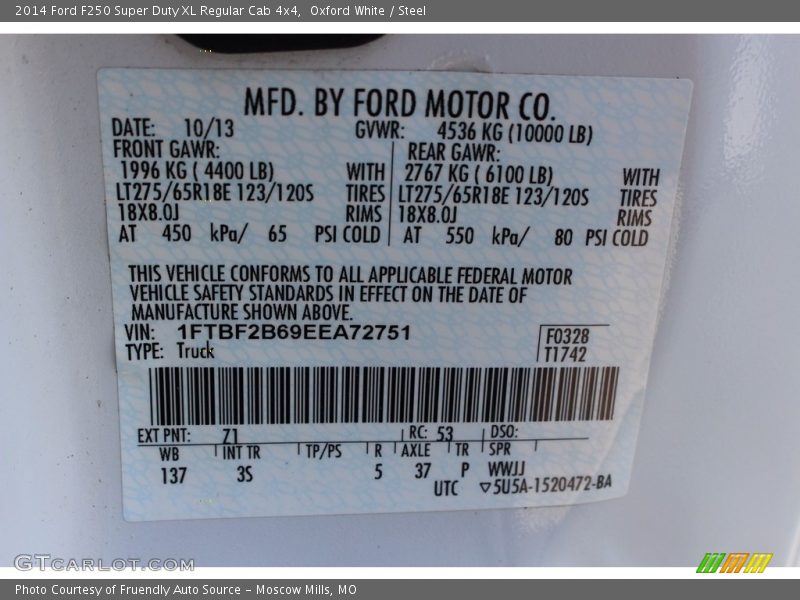 2014 Ford F250 Super Duty XL Regular Cab 4x4,  Oxford White / Steel
MFD. BY FORD MOTOR CO.
DATE: 10/13 GVWR: 4536 KG (10000 LB)
FRONT GAWR: REAR GAWR:
1996 KG ( 4400 LB) WITH 2767 KG ( 6100 LB) WITH
LT275/65R18E 123/120S TIRES LT275/65R18E 123/120S TIRES
18X8.0J RIMS 18X8.0J RIMS
AT 450 kPa/ 65 PSI COLD AT 550 kPa/ 80 PSI COLD
THIS VEHICLE CONFORMS TO ALL APPLICABLE FEDERAL MOTOR
VEHICLE SAFETY STANDARDS IN EFFECT ON THE DATE OF
MANUFACTURE SHOWN ABOVE.
VIN: 1FTBF2B69EEA72751 F0328
TYPE: Truck T1742
EXT PNT: Z1 RC: 53 DSO:
WB INT TR TP/PS R AXLE TR SPR
137 3S 5 37 P WWJJ
UTC ▽5U5A-1520472-BA
GTCARLOT.COM
Photo Courtesy of Fruendly Auto Source – Moscow Mills, MO